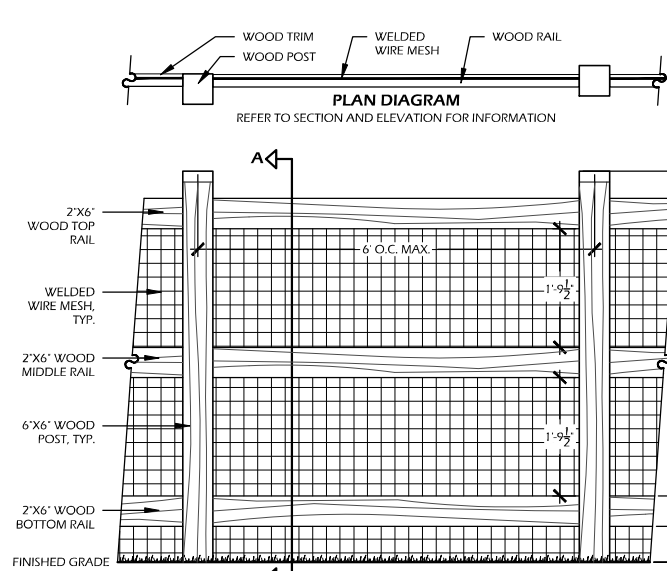 WOOD TRIM
WOOD POST
WELDED
WIRE MESH
WOOD RAIL
PLAN DIAGRAM
REFER TO SECTION AND ELEVATION FOR INFORMATION
A
2"X6"
WOOD TOP
RAIL
6' O.C. MAX.
WELDED
WIRE MESH,
TYP.
1'-9 1/2"
2"X6" WOOD
MIDDLE RAIL
6"X6" WOOD
POST, TYP.
1'-9 1/2"
2"X6" WOOD
BOTTOM RAIL
FINISHED GRADE